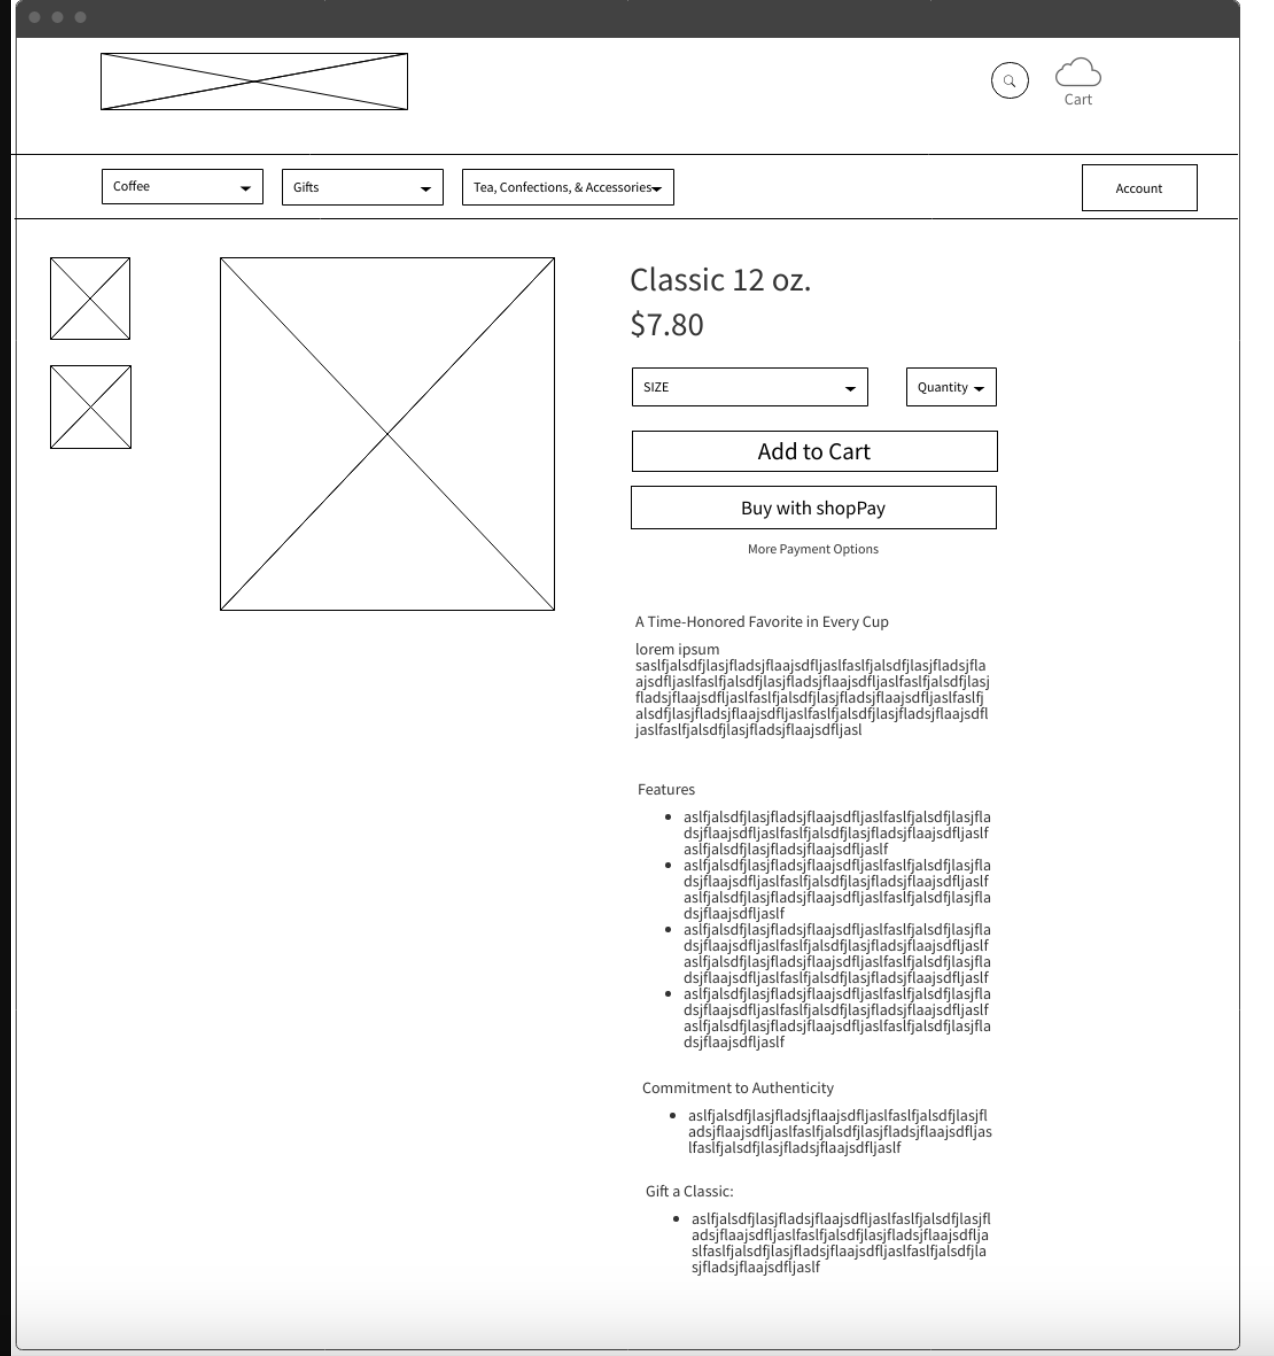 Cart
Coffee
Gifts
Tea, Confections, & Accessories
Account
Classic 12 oz.
$7.80
SIZE
Quantity
Add to Cart
Buy with shopPay
More Payment Options
A Time-Honored Favorite in Every Cup
lorem ipsum
saslfjalsdfjlasjfladsjflaajsdfljaslfaslfjalsdfjlasjfladsjfla
ajsdfljaslfaslfjalsdfjlasjfladsjflaajsdfljaslfaslfjalsdfjlasj
fladsjflaajsdfljaslfaslfjalsdfjlasjfladsjflaajsdfljaslfaslfj
alsdfjlasjfladsjflaajsdfljaslfaslfjalsdfjlasjfladsjflaajsdfl
jaslfaslfjalsdfjlasjfladsjflaajsdfljasl
Features
• aslfjalsdfjlasjfladsjflaajsdfljaslfaslfjalsdfjlasjfla
dsjflaajsdfljaslfaslfjalsdfjlasjfladsjflaajsdfljaslf
aslfjalsdfjlasjfladsjflaajsdfljaslf
• aslfjalsdfjlasjfladsjflaajsdfljaslfaslfjalsdfjlasjfla
dsjflaajsdfljaslfaslfjalsdfjlasjfladsjflaajsdfljaslf
aslfjalsdfjlasjfladsjflaajsdfljaslfaslfjalsdfjlasjfla
dsjflaajsdfljaslf
• aslfjalsdfjlasjfladsjflaajsdfljaslfaslfjalsdfjlasjfla
dsjflaajsdfljaslfaslfjalsdfjlasjfladsjflaajsdfljaslf
aslfjalsdfjlasjfladsjflaajsdfljaslfaslfjalsdfjlasjfla
dsjflaajsdfljaslfaslfjalsdfjlasjfladsjflaajsdfljaslf
• aslfjalsdfjlasjfladsjflaajsdfljaslfaslfjalsdfjlasjfla
dsjflaajsdfljaslfaslfjalsdfjlasjfladsjflaajsdfljaslf
aslfjalsdfjlasjfladsjflaajsdfljaslfaslfjalsdfjlasjfla
dsjflaajsdfljaslf
Commitment to Authenticity
• aslfjalsdfjlasjfladsjflaajsdfljaslfaslfjalsdfjlasjfl
adsjflaajsdfljaslfaslfjalsdfjlasjfladsjflaajsdfljas
lfaslfjalsdfjlasjfladsjflaajsdfljaslf
Gift a Classic:
• aslfjalsdfjlasjfladsjflaajsdfljaslfaslfjalsdfjlasjfl
adsjflaajsdfljaslfaslfjalsdfjlasjfladsjflaajsdflja
slfaslfjalsdfjlasjfladsjflaajsdfljaslfaslfjalsdfjla
sjfladsjflaajsdfljaslf